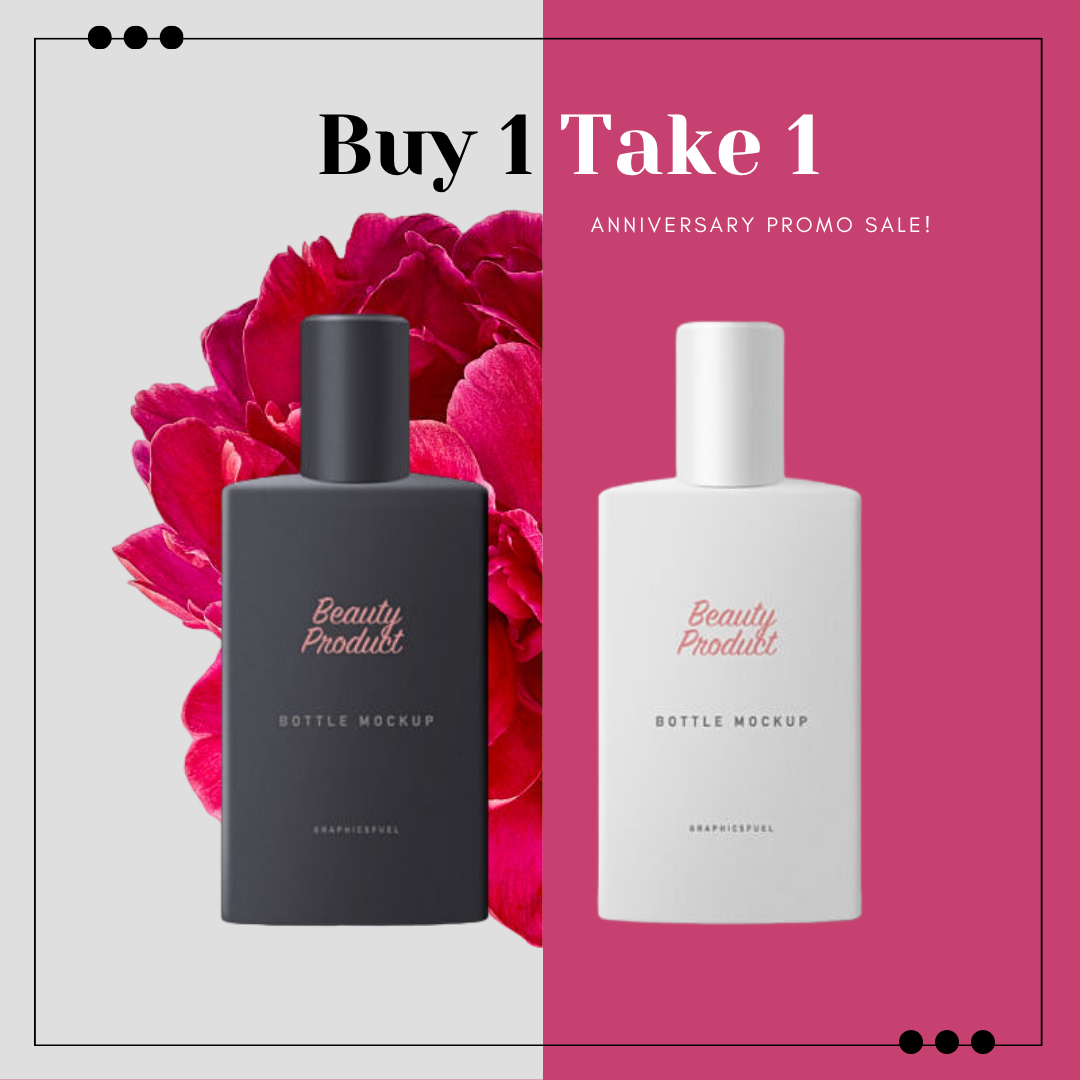 Buy 1 Take 1
ANNIVERSARY PROMO SALE!
Beauty
Product
BOTTLE MOCKUP
GRAPHICSFUEL
Beauty
Product
BOTTLE MOCKUP
GRAPHICSFUEL